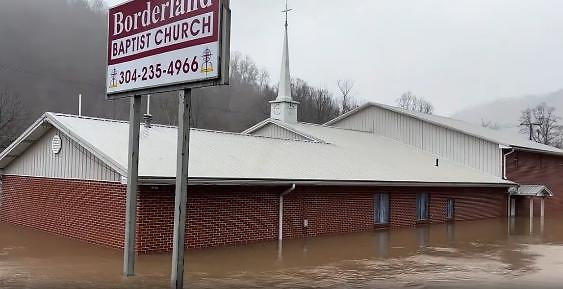 Borderland
BAPTIST CHURCH
304-235-4966